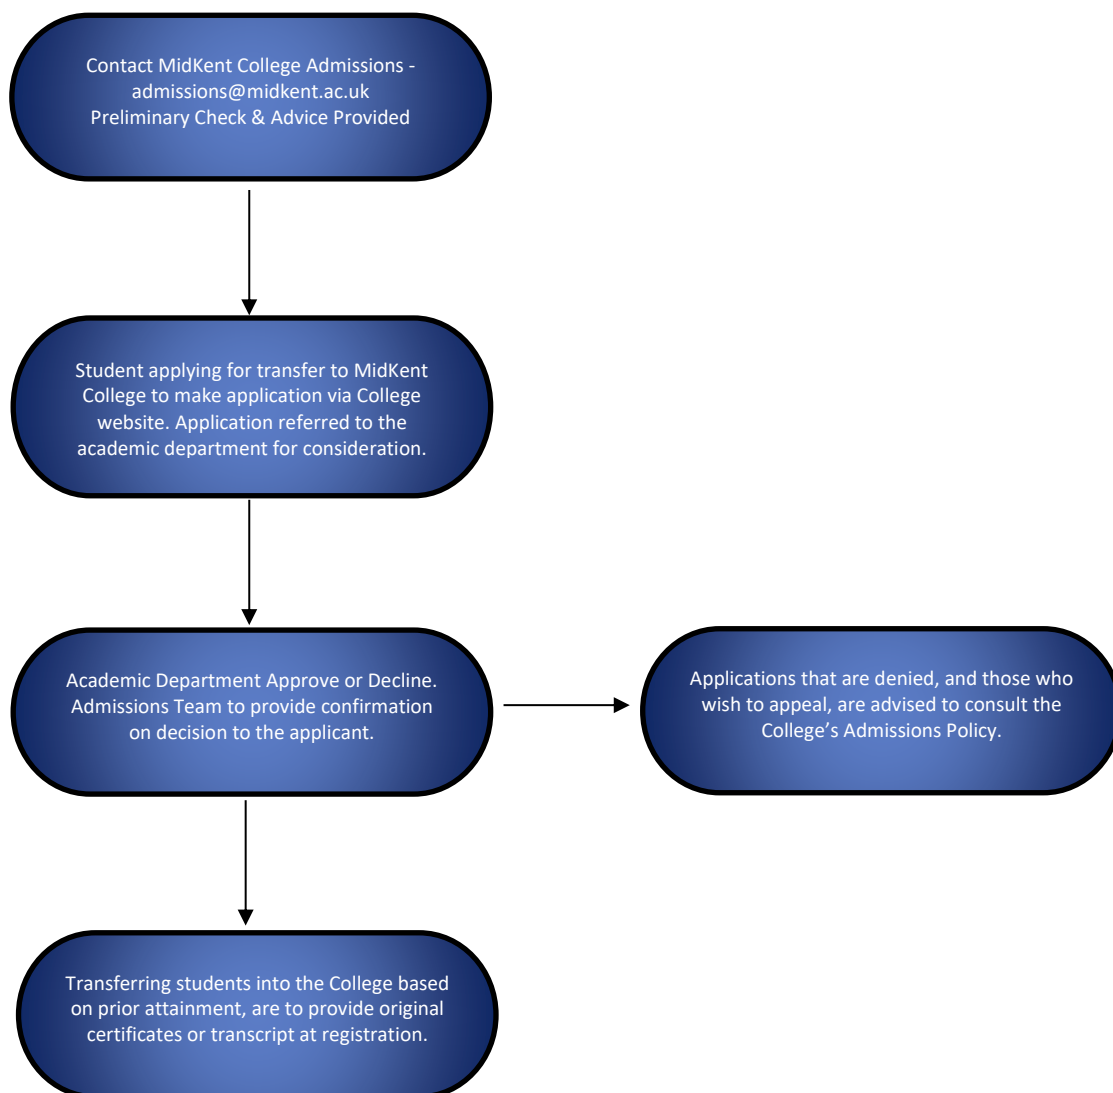 Contact MidKent College Admissions -
admissions@midkent.ac.uk
Preliminary Check & Advice Provided
Student applying for transfer to MidKent
College to make application via College
website. Application referred to the
academic department for consideration.
Academic Department Approve or Decline.
Admissions Team to provide confirmation
on decision to the applicant.
Applications that are denied, and those who
wish to appeal, are advised to consult the
College’s Admissions Policy.
Transferring students into the College based
on prior attainment, are to provide original
certificates or transcript at registration.